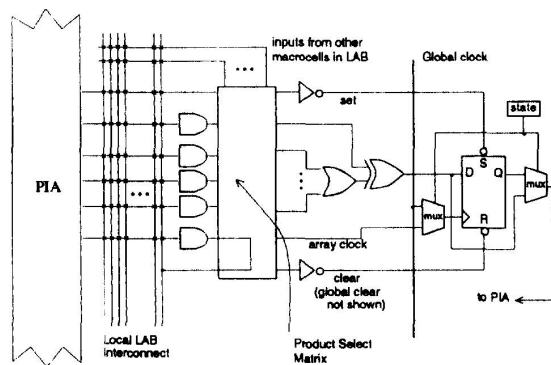 inputs from other
macrocells in LAB
Global clock
set
state
PIA
D
S
Q
mux
mux
R
array clock
clear
(global clear
not shown)
to PIA
Local LAB
Interconnect
Product Select
Matrix